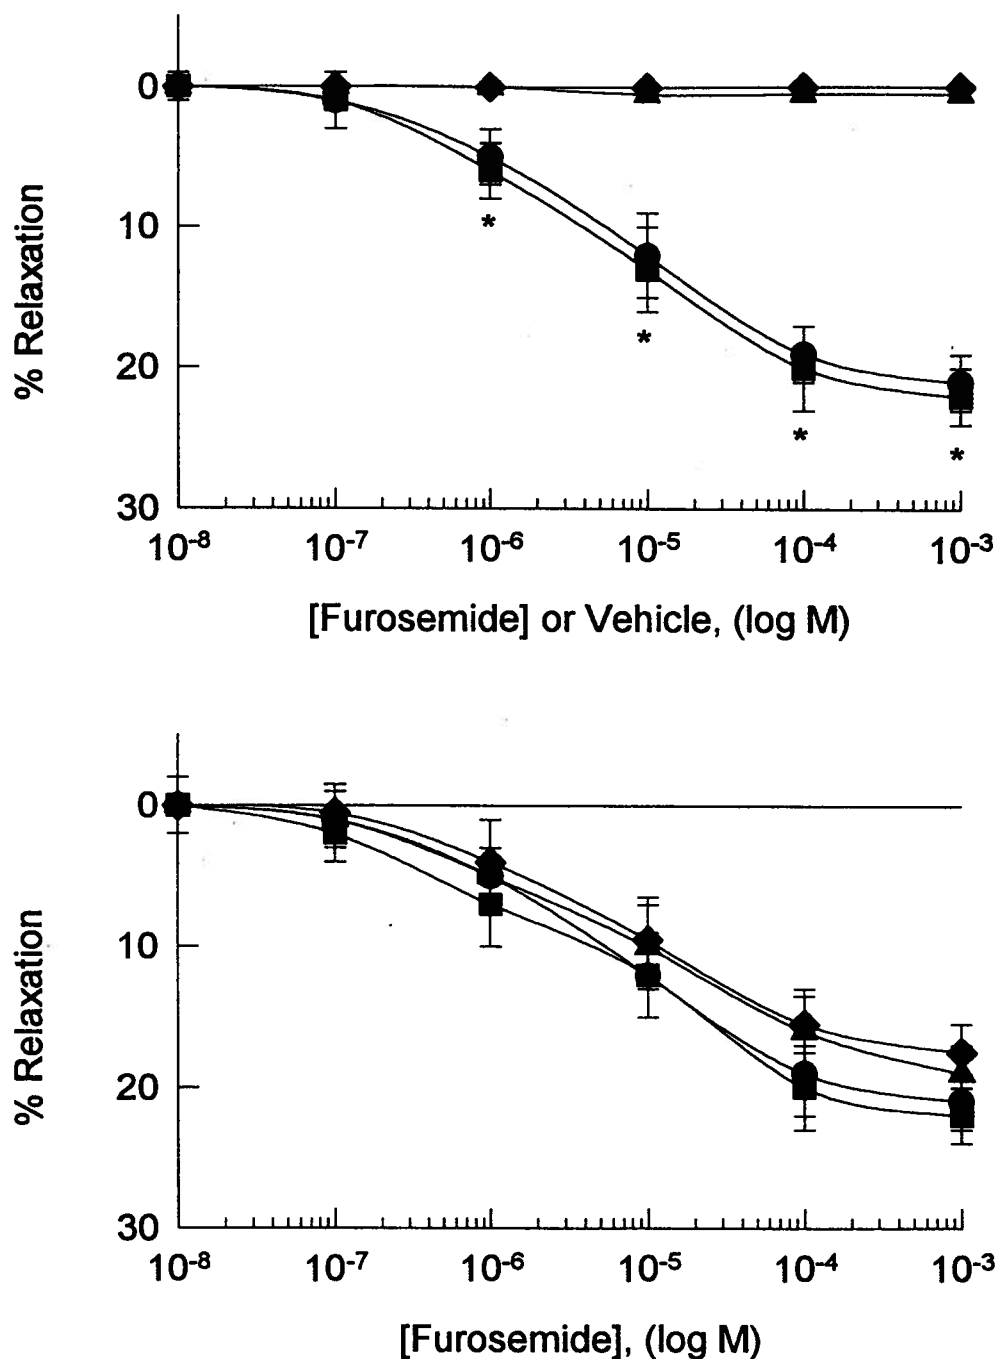 0
10
20
30
% Relaxation
*
*
*
*
10-8 10-7 10-6 10-5 10-4 10-3
[Furosemide] or Vehicle, (log M)
0
10
20
30
% Relaxation
10-8 10-7 10-6 10-5 10-4 10-3
[Furosemide], (log M)